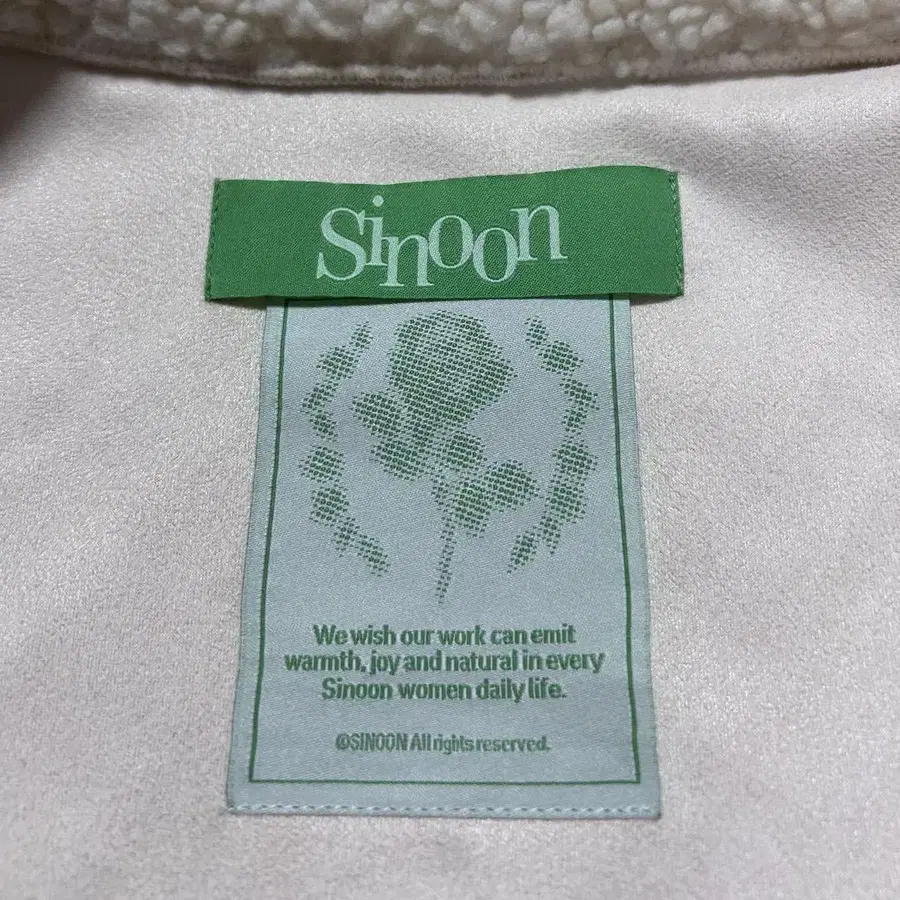 Sinoon
We wish our work can emit
warmth, joy and natural in every
Sinoon women daily life.
©SINOON All rights reserved.